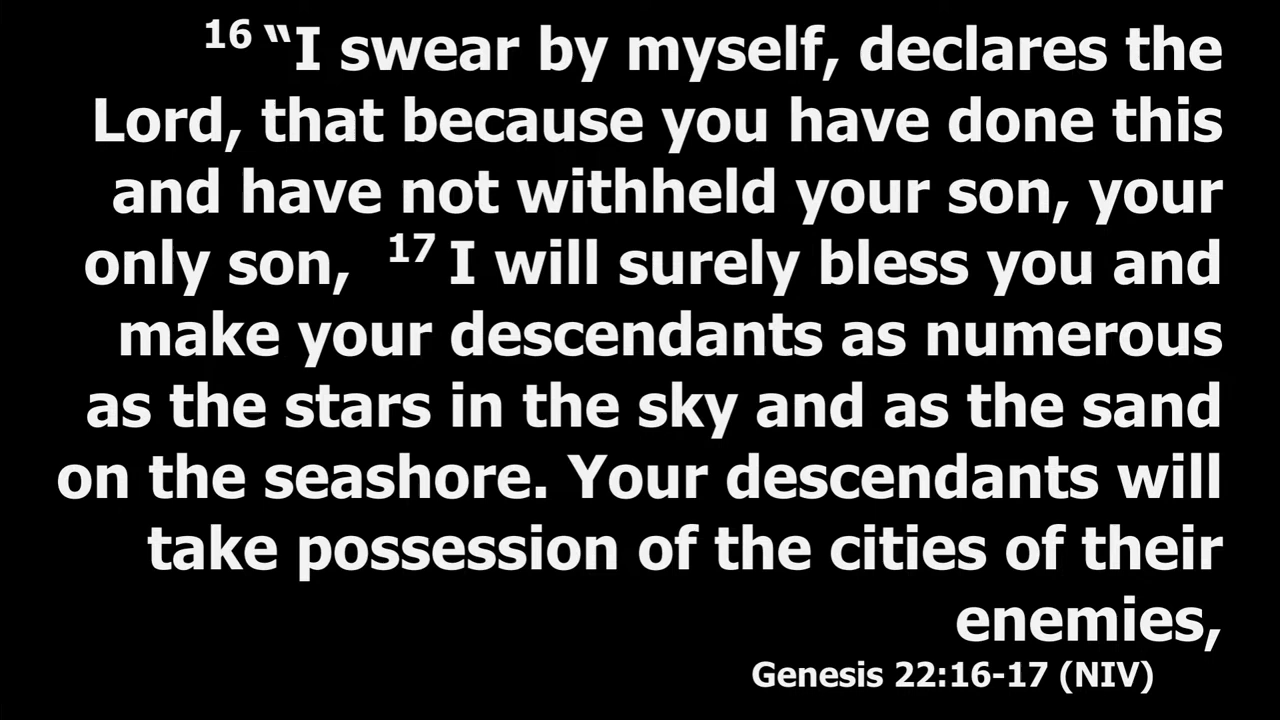 16 “I swear by myself, declares the
Lord, that because you have done this
and have not withheld your son, your
only son, 17 I will surely bless you and
make your descendants as numerous
as the stars in the sky and as the sand
on the seashore. Your descendants will
take possession of the cities of their
enemies,
Genesis 22:16-17 (NIV)